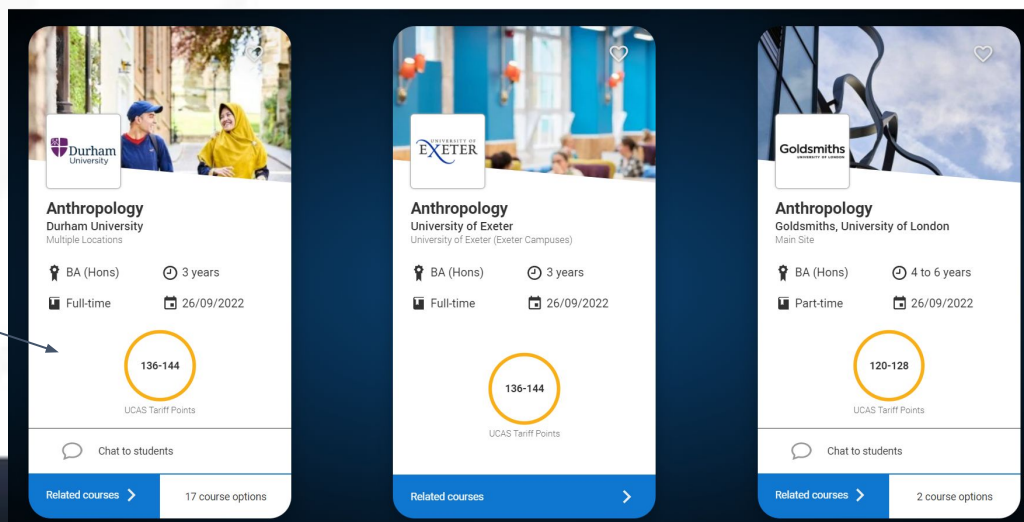 Durham
University
Anthropology
Durham University
Multiple Locations
BA (Hons)
3 years
Full-time
26/09/2022
136-144
UCAS Tariff Points
Chat to students
Related courses
17 course options
UNIVERSITY OF
EXETER
Anthropology
University of Exeter
University of Exeter (Exeter Campuses)
BA (Hons)
3 years
Full-time
26/09/2022
136-144
UCAS Tariff Points
Related courses
Goldsmiths
UNIVERSITY OF LONDON
Anthropology
Goldsmiths, University of London
Main Site
BA (Hons)
4 to 6 years
Part-time
26/09/2022
120-128
UCAS Tariff Points
Chat to students
Related courses
2 course options